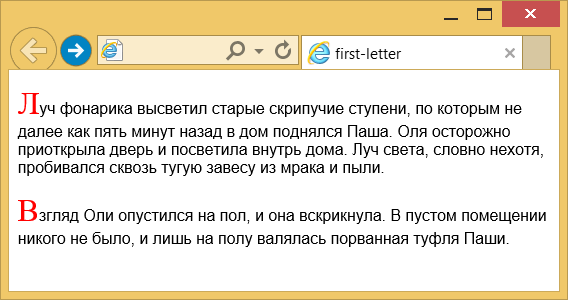 first-letter
Луч фонарика высветил старые скрипучие ступени, по которым не
далее как пять минут назад в дом поднялся Паша. Оля осторожно
приоткрыла дверь и посветила внутрь дома. Луч света, словно нехотя,
пробивался сквозь тугую завесу из мрака и пыли.
Взгляд Оли опустился на пол, и она вскрикнула. В пустом помещении
никого не было, и лишь на полу валялась порванная туфля Паши.